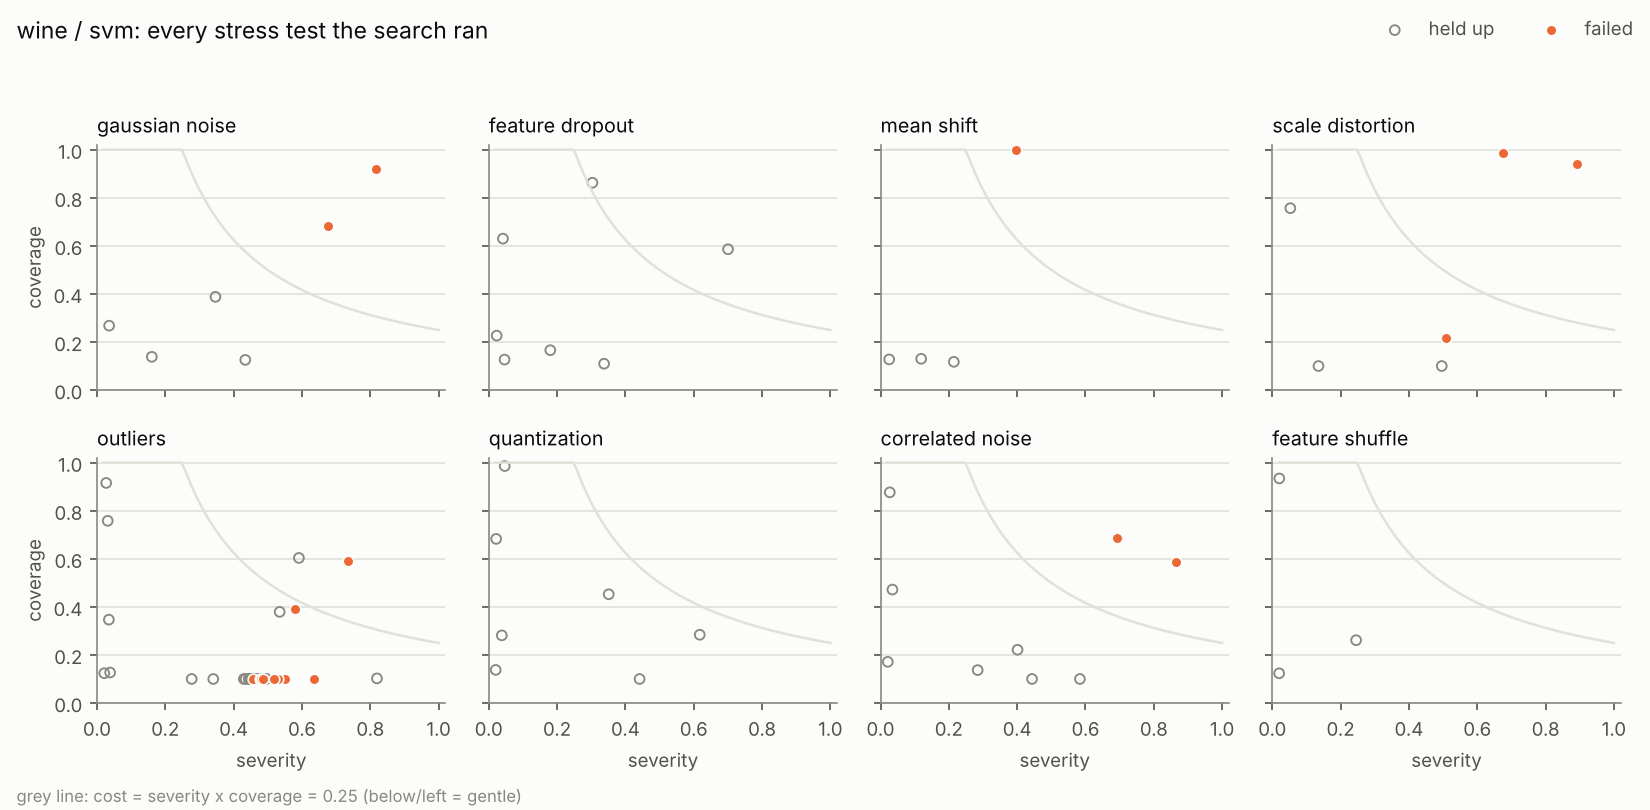 wine / svm: every stress test the search ran
held up
failed
gaussian noise
feature dropout
mean shift
scale distortion
coverage
1.0
0.8
0.6
0.4
0.2
0.0
outliers
quantization
correlated noise
feature shuffle
coverage
1.0
0.8
0.6
0.4
0.2
0.0
0.0 0.2 0.4 0.6 0.8 1.0
0.0 0.2 0.4 0.6 0.8 1.0
0.0 0.2 0.4 0.6 0.8 1.0
0.0 0.2 0.4 0.6 0.8 1.0
severity
severity
severity
severity
grey line: cost = severity x coverage = 0.25 (below/left = gentle)